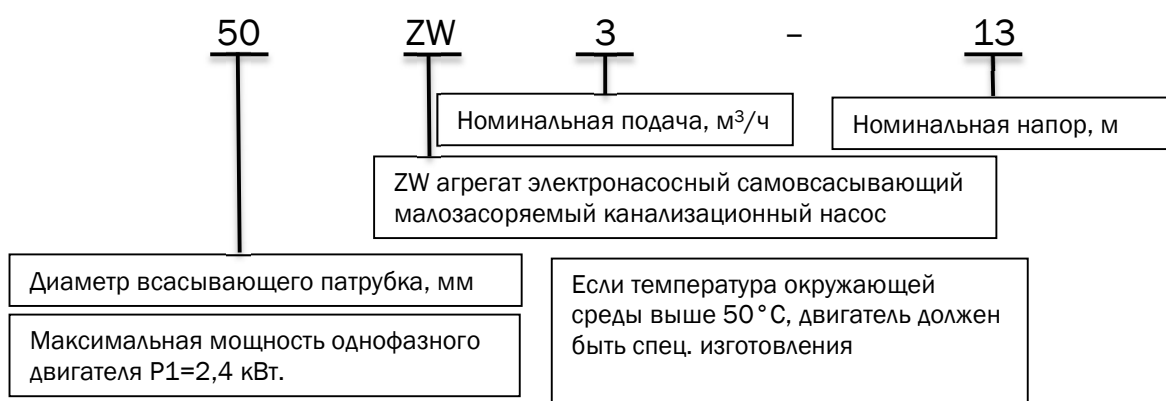 50 ZW 3 – 13
Номинальная подача, м³/ч
Номинальная напор, м
ZW агрегат электронасосный самовсасывающий
малозасоряемый канализационный насос
Диаметр всасывающего патрубка, мм
Максимальная мощность однофазного
двигателя P1=2,4 кВт.
Если температура окружающей
среды выше 50°С, двигатель должен
быть спец. изготовления